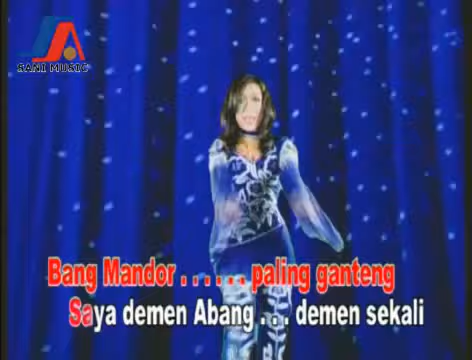 SANI MUSIC
Bang Mandor . . . . . . paling ganteng
Saya demen Abang . . . demen sekali